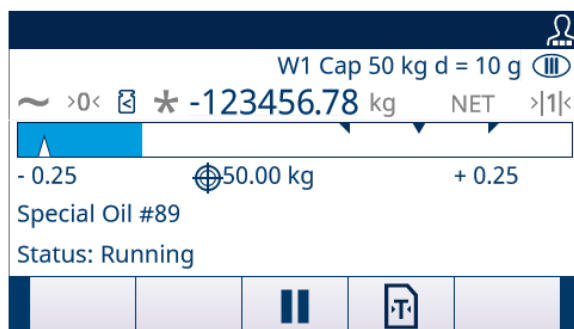 W1 Cap 50 kg d = 10 g III
~ >0< * -123456.78 kg NET >|1|<
- 0.25 50.00 kg + 0.25
Special Oil #89
Status: Running
T